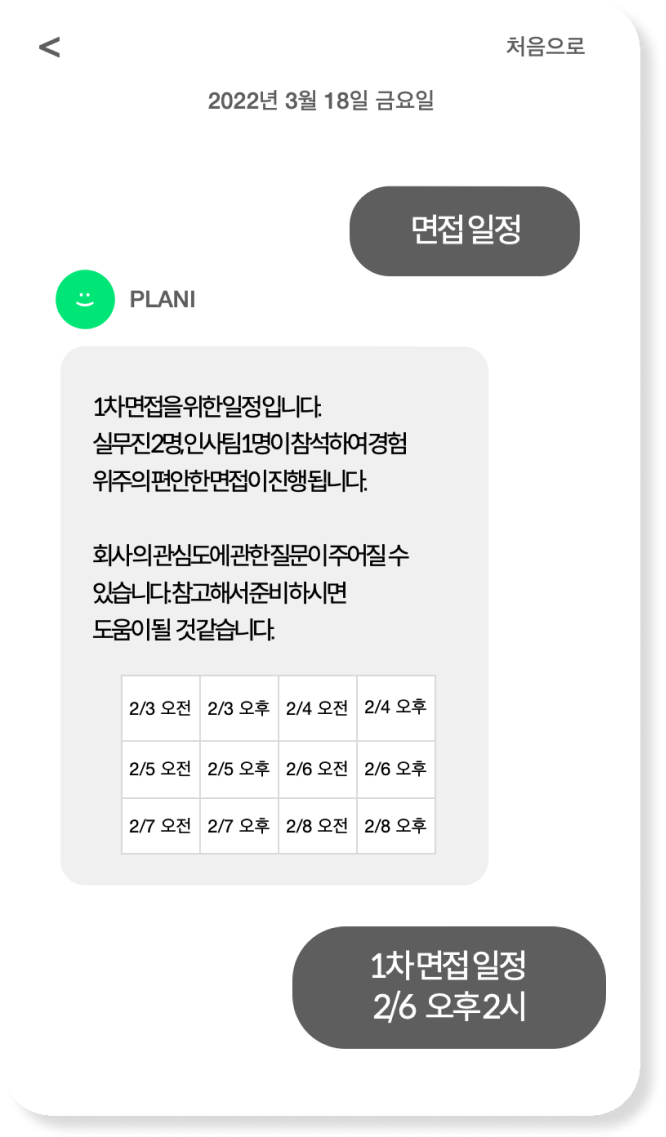 <
처음으로
2022년 3월 18일 금요일
면접 일정
PLANI
1차 면접을 위한 일정입니다.
실무진 2명, 인사팀 1명이 참석하여 경험
위주의 편안한 면접이 진행됩니다.
회사의 관심도에 관한 질문이 주어질 수
있습니다. 참고해서 준비하시면
도움이 될 것 같습니다.
2/3 오전 2/3 오후 2/4 오전 2/4 오후
2/5 오전 2/5 오후 2/6 오전 2/6 오후
2/7 오전 2/7 오후 2/8 오전 2/8 오후
1차 면접 일정
2/6 오후 2시